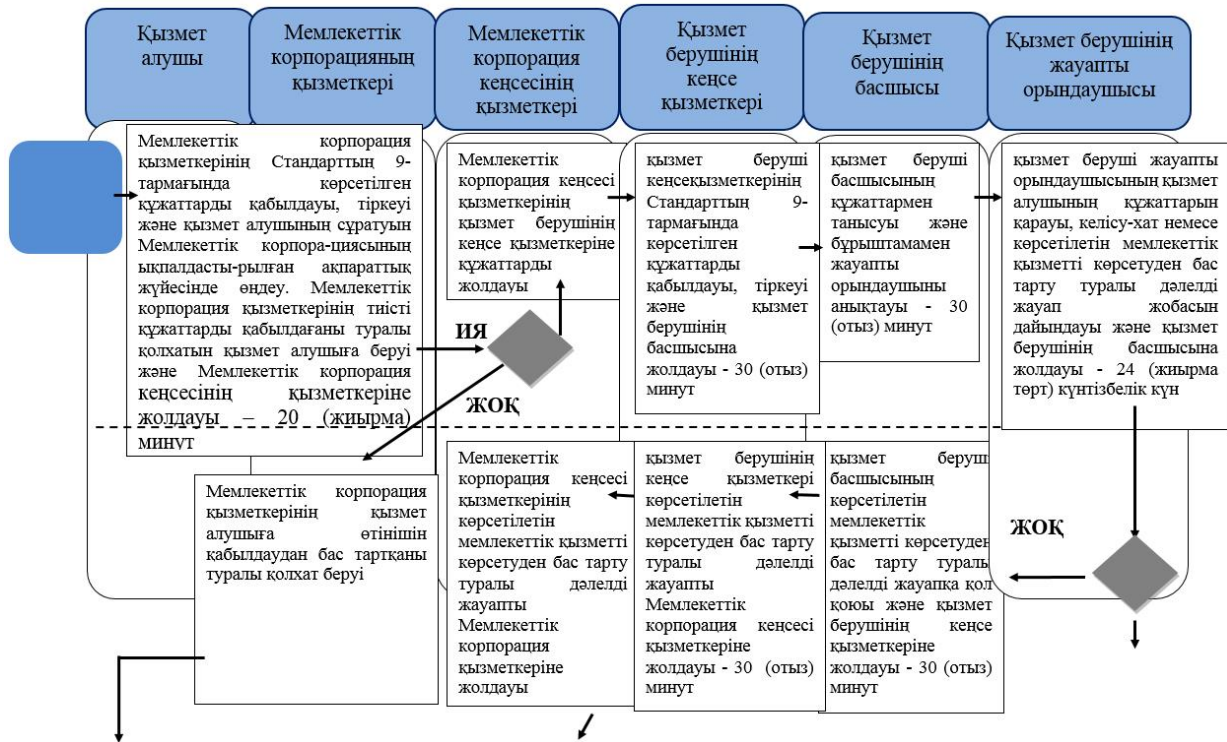 Қызмет
алушы
Мемлекеттік
корпорацияның
қызметкері
Мемлекеттік
корпорация
кеңсесінің
қызметкері
Қызмет
берушінің
кеңсе
қызметкері
Қызмет
берушінің
басшысы
Қызмет берушінің
жауапты
орындаушысы
Мемлекеттік корпорация
қызметкерінің Стандарттың 9-
тармағында көрсетілген
құжаттарды қабылдауы, тіркеуі
және қызмет алушының сұратуын
Мемлекеттік корпора-циясының
ықпалдасты-рылған ақпараттық
жүйесінде өңдеу. Мемлекеттік
корпорация қызметкерінің тиісті
құжаттарды қабылдағаны туралы
қолхатын қызмет алушыға беруі
және Мемлекеттік корпорация
кеңсесінің қызметкеріне
жолдауы – 20 (жиырма)
минут
Мемлекеттік
корпорация кеңсесі
қызметкерінің
қызмет берушінің
кеңсе қызметкеріне
құжаттарды
жолдауы
қызмет беруші
кеңсеқызметкерінің
Стандарттың 9-
тармағында
көрсетілген
құжаттарды
қабылдауы, тіркеуі
және қызмет
берушінің
басшысына
жолдауы - 30 (отыз)
минут
қызмет беруші
басшысының
құжаттармен
танысуы және
бұрыштамамен
жауапты
орындаушыны
анықтауы - 30
(отыз) минут
қызмет беруші жауапты
орындаушысының қызмет
алушының құжаттарын
қарауы, келісу-хат немесе
көрсетілетін мемлекеттік
қызметті көрсетуден бас
тарту туралы дәлелді
жауап жобасын
дайындауы және қызмет
берушінің басшысына
жолдауы - 24 (жиырма
төрт) күнтізбелік күн
ИЯ
ЖОҚ
Мемлекеттік корпорация
қызметкерінің қызмет
алушыға өтінішін
қабылдаудан бас тартқаны
туралы қолхат беруі
Мемлекеттік
корпорация кеңсесі
қызметкерінің
көрсетілетін
мемлекеттік қызметті
көрсетуден бас тарту
туралы дәлелді
жауапты
Мемлекеттік
корпорация
қызметкеріне
жолдауы
қызмет берушінің
кеңсе қызметкері
көрсетілетін
мемлекеттік қызметті
көрсетуден бас тарту
туралы дәлелді
жауапты
Мемлекеттік
корпорация кеңсесі
қызметкеріне
жолдауы - 30 (отыз)
минут
қызмет беруші
басшысының
көрсетілетін
мемлекеттік
қызметті көрсетуден
бас тарту туралы
дәлелді жауапқа қол
қоюы және қызмет
берушінің кеңсе
қызметкеріне
жолдауы - 30 (отыз)
минут
ЖОҚ